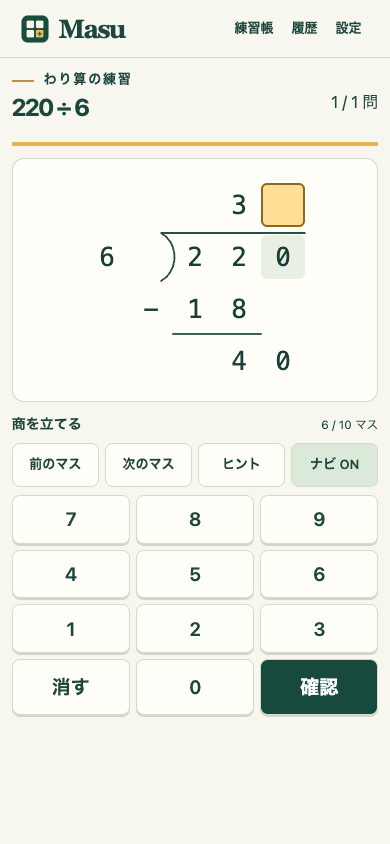 Masu
練習帳 履歴 設定
わり算の練習
220÷6
1 / 1 問
3
6 2 2 0
− 1 8
4 0
商を立てる
6 / 10 マス
前のマス 次のマス ヒント ナビ ON
7 8 9
4 5 6
1 2 3
消す 0 確認